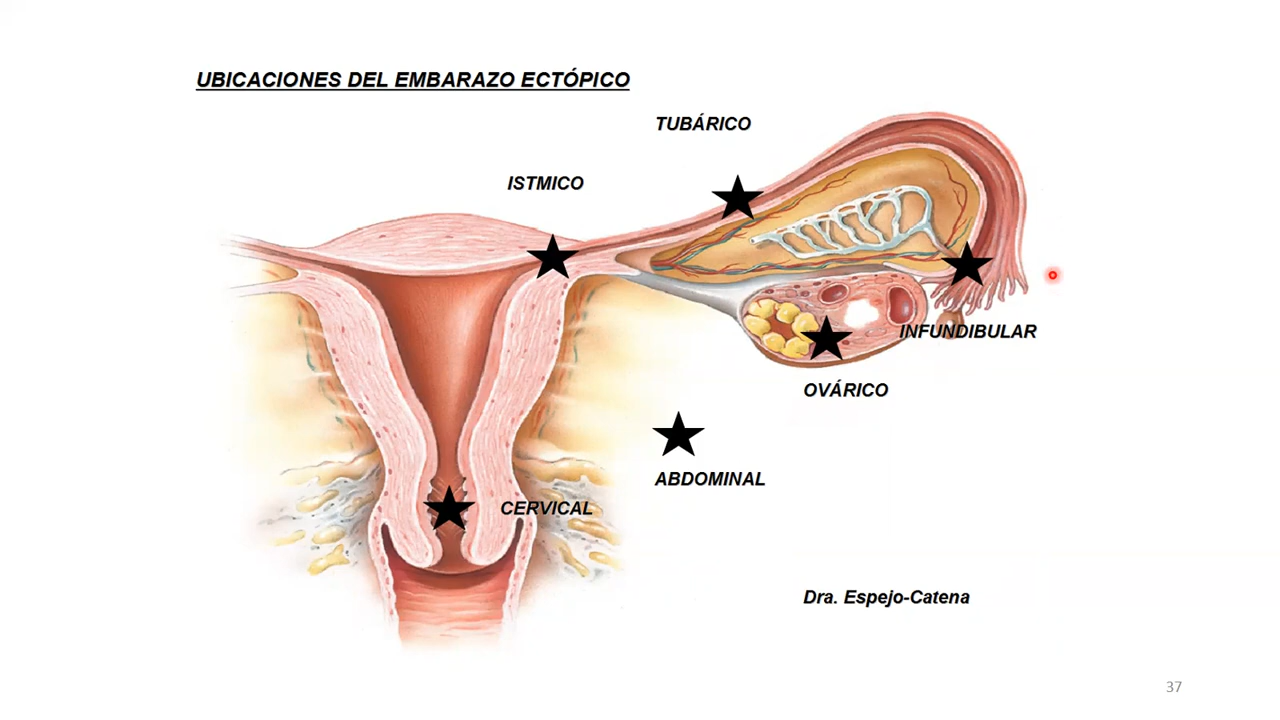 UBICACIONES DEL EMBARAZO ECTÓPICO
TUBÁRICO
ISTMICO
INFUNDIBULAR
OVÁRICO
ABDOMINAL
CERVICAL
Dra. Espejo-Catena
37